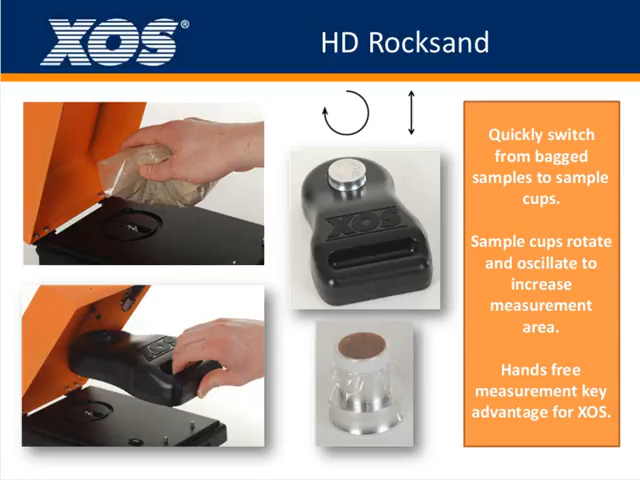 XOS®
HD Rocksand
XOS
XOS
Quickly switch
from bagged
samples to sample
cups.
Sample cups rotate
and oscillate to
increase
measurement
area.
Hands free
measurement key
advantage for XOS.